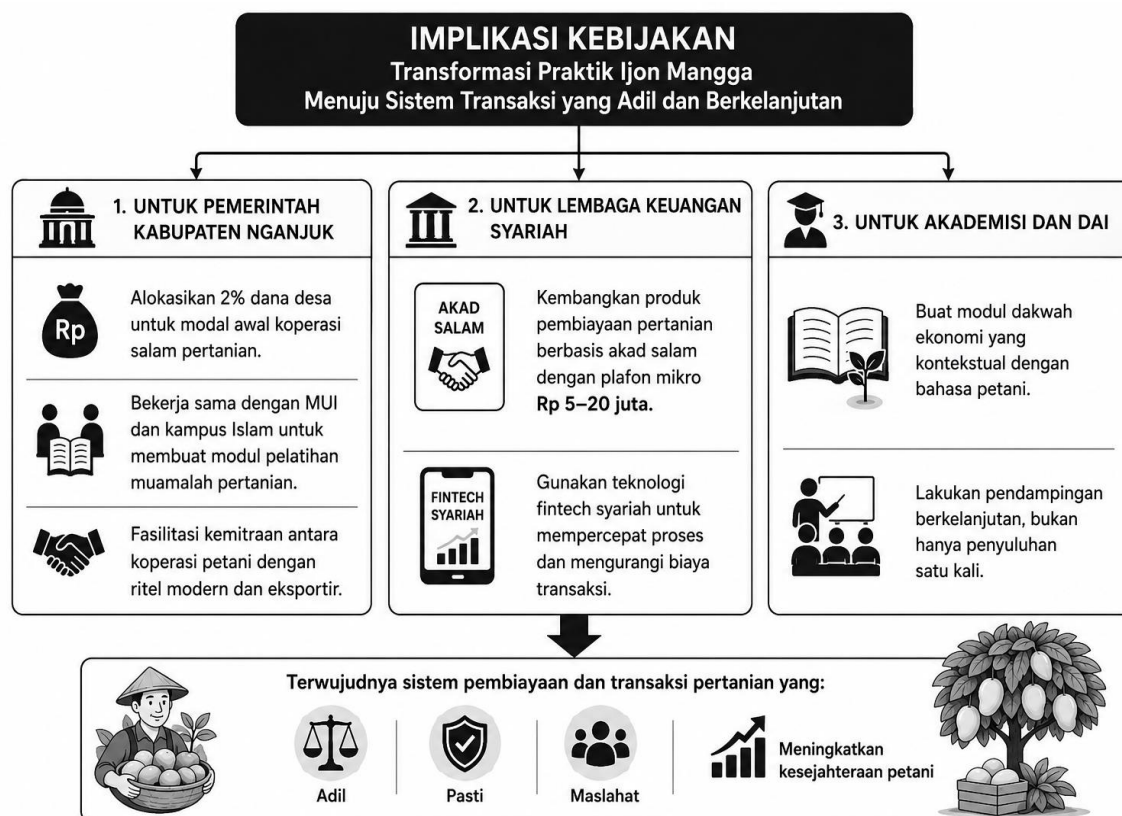 IMPLIKASI KEBIJAKAN
Transformasi Praktik Ijon Mangga
Menuju Sistem Transaksi yang Adil dan Berkelanjutan
1. UNTUK PEMERINTAH
KABUPATEN NGANJUK
Rp
Alokasikan 2% dana desa
untuk modal awal koperasi
salam pertanian.
Bekerja sama dengan MUI
dan kampus Islam untuk
membuat modul pelatihan
muamalah pertanian.
Fasilitasi kemitraan antara
koperasi petani dengan
ritel modern dan eksportir.
2. UNTUK LEMBAGA KEUANGAN
SYARIAH
AKAD
SALAM
Kembangkan produk
pembiayaan pertanian
berbasis akad salam
dengan plafon mikro
Rp 5–20 juta.
FINTECH
SYARIAH
Gunakan teknologi
fintech syariah untuk
mempercepat proses
dan mengurangi biaya
transaksi.
3. UNTUK AKADEMISI DAN DAI
Buat modul dakwah
ekonomi yang
kontekstual dengan
bahasa petani.
Lakukan pendampingan
berkelanjutan, bukan
hanya penyuluhan
satu kali.
Terwujudnya sistem pembiayaan dan transaksi pertanian yang:
Adil
Pasti
Maslahat
Meningkatkan
kesejahteraan petani